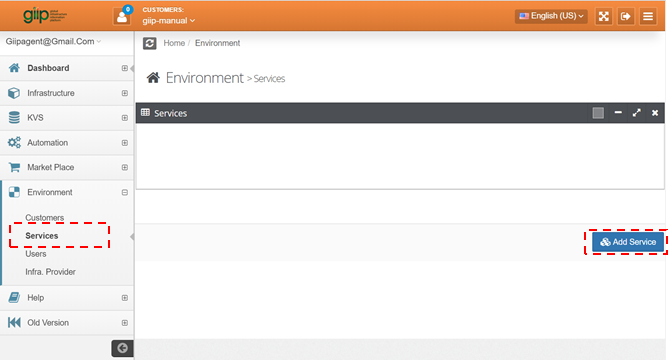 giip
0
CUSTOMERS:
giip-manual
English (US)
Giipagent@Gmail.Com
Home / Environment
Dashboard
Infrastructure
KVS
Automation
Market Place
Environment
Customers
Services
Users
Infra. Provider
Help
Old Version
Environment > Services
Services
Add Service